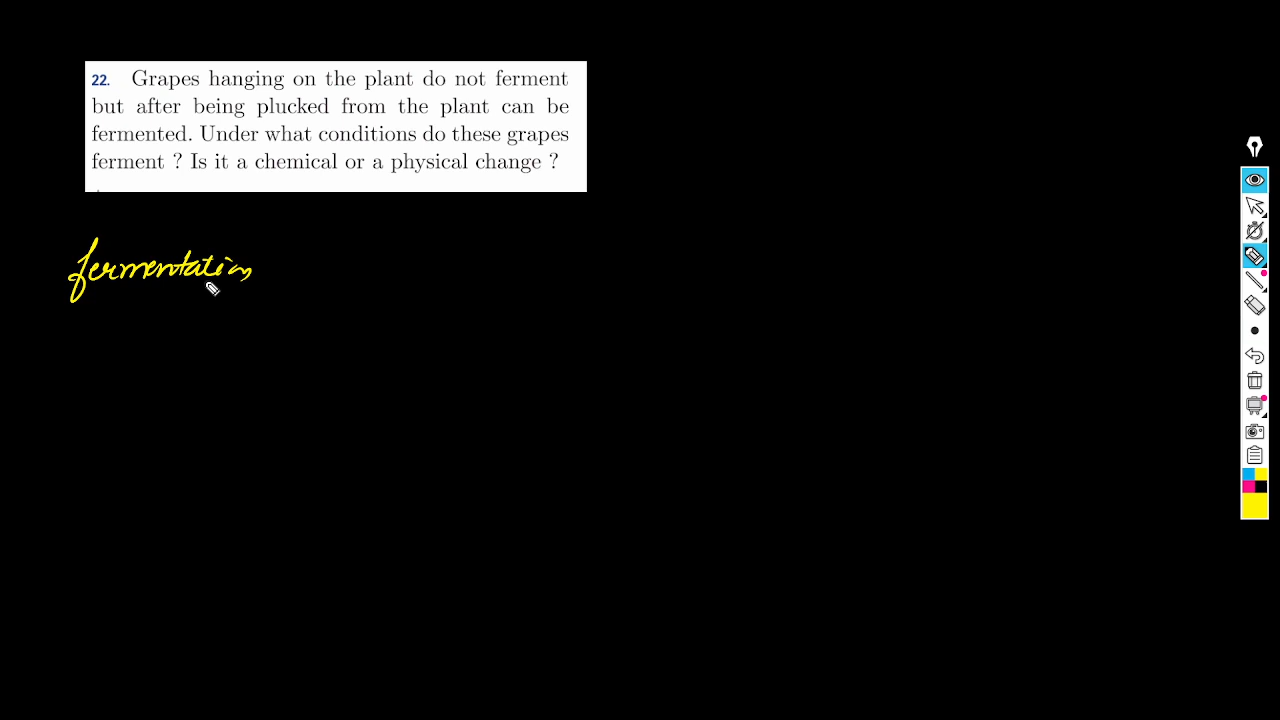 22. Grapes hanging on the plant do not ferment
but after being plucked from the plant can be
fermented. Under what conditions do these grapes
ferment ? Is it a chemical or a physical change ?
fermentation